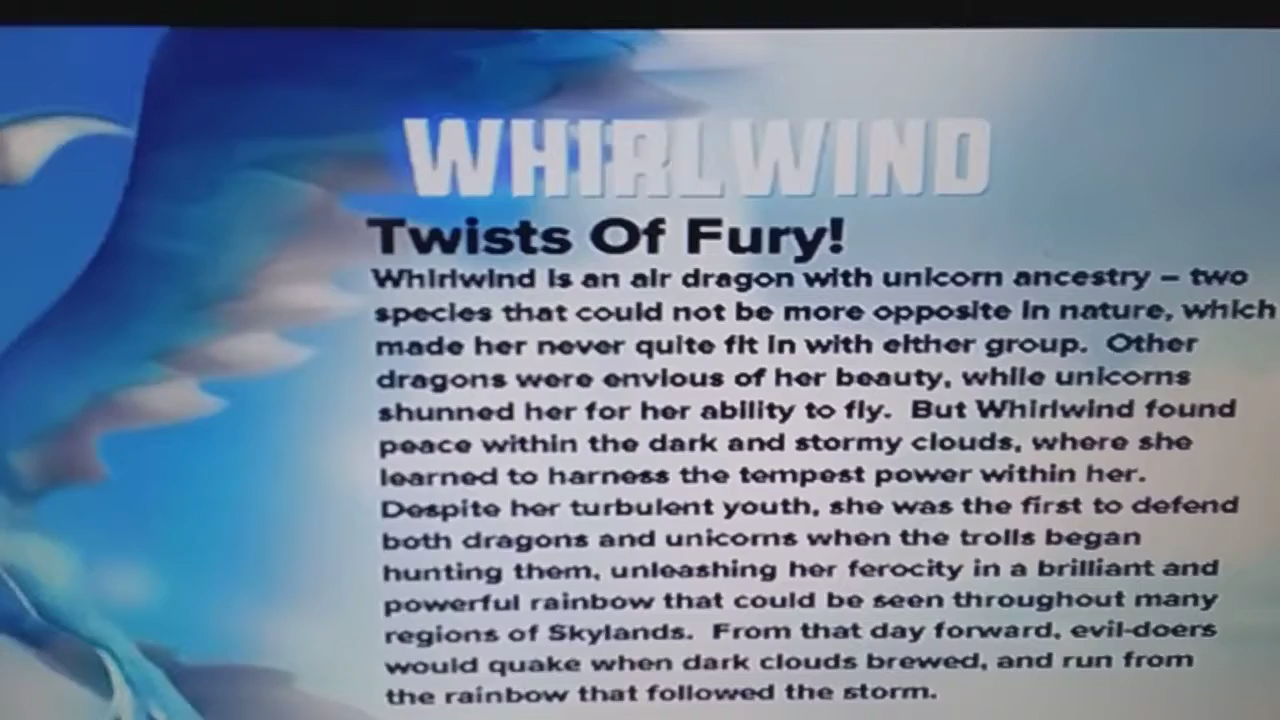 WHIRLWIND
Twists Of Fury!
Whirlwind is an air dragon with unicorn ancestry – two
species that could not be more opposite in nature, which
made her never quite fit in with either group.  Other
dragons were envious of her beauty, while unicorns
shunned her for her ability to fly.  But Whirlwind found
peace within the dark and stormy clouds, where she
learned to harness the tempest power within her.
Despite her turbulent youth, she was the first to defend
both dragons and unicorns when the trolls began
hunting them, unleashing her ferocity in a brilliant and
powerful rainbow that could be seen throughout many
regions of Skylands.  From that day forward, evil-doers
would quake when dark clouds brewed, and run from
the rainbow that followed the storm.